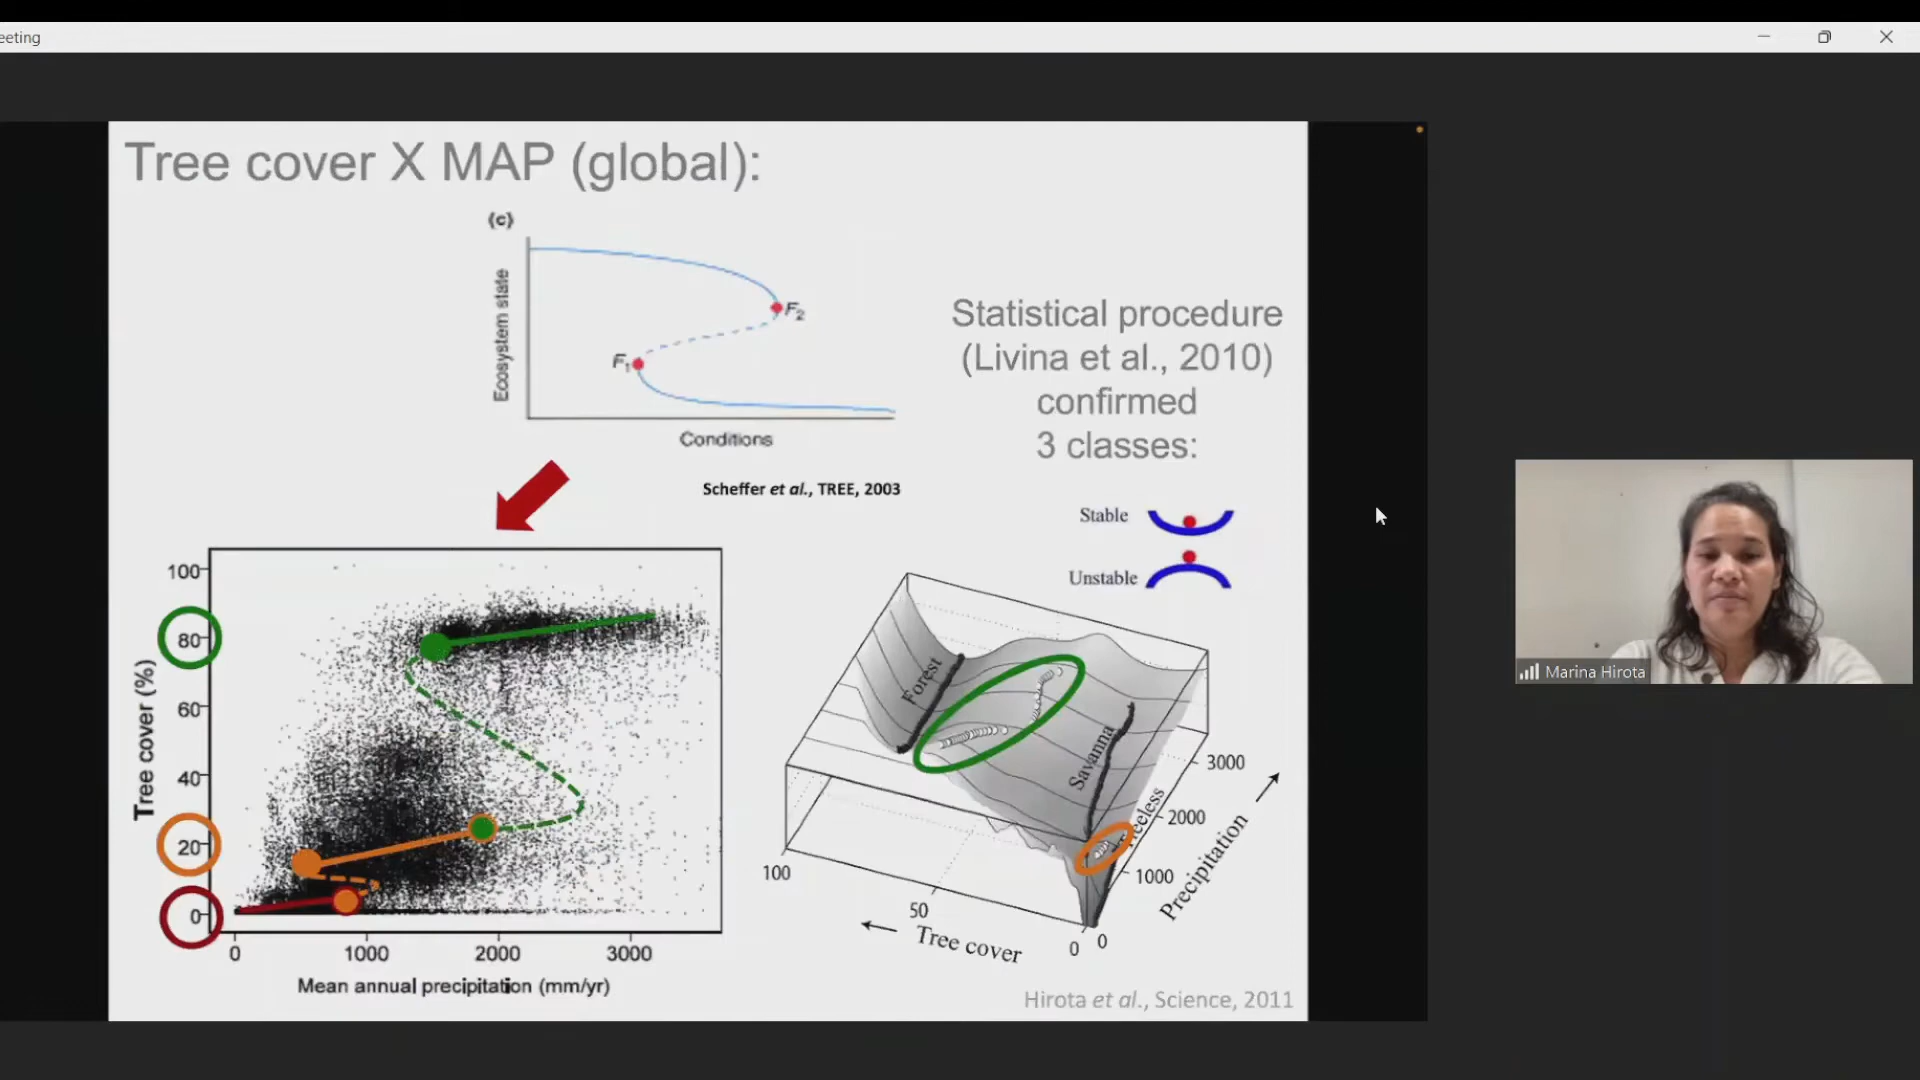 eeting
Tree cover X MAP (global):
(c)
Ecosystem state
F2
F1
Conditions
Scheffer et al., TREE, 2003
Statistical procedure
(Livina et al., 2010)
confirmed
3 classes:
Stable
Unstable
Tree cover (%)
100
80
60
40
20
0
0 1000 2000 3000
Mean annual precipitation (mm/yr)
Forest
Savanna
reeless
100
50
0
Tree cover
0
1000
2000
3000
Precipitation
Hirota et al., Science, 2011
Marina Hirota